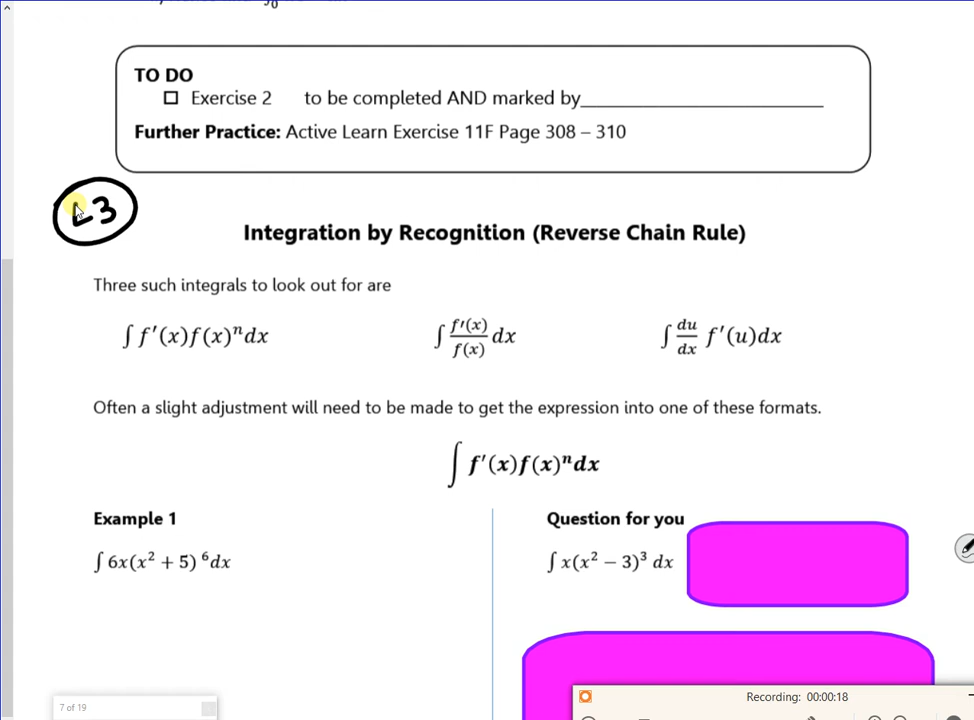 TO DO
☐ Exercise 2 to be completed AND marked by____________________
Further Practice: Active Learn Exercise 11F Page 308 – 310
L3
Integration by Recognition (Reverse Chain Rule)
Three such integrals to look out for are
∫ f′(x)f(x)ⁿdx ∫ f′(x)/f(x) dx ∫ du/dx f′(u)dx
Often a slight adjustment will need to be made to get the expression into one of these formats.
∫ f′(x)f(x)ⁿdx
Example 1 Question for you
∫ 6x(x² + 5)⁶dx ∫ x(x² − 3)³ dx
7 of 19
Recording: 00:00:18